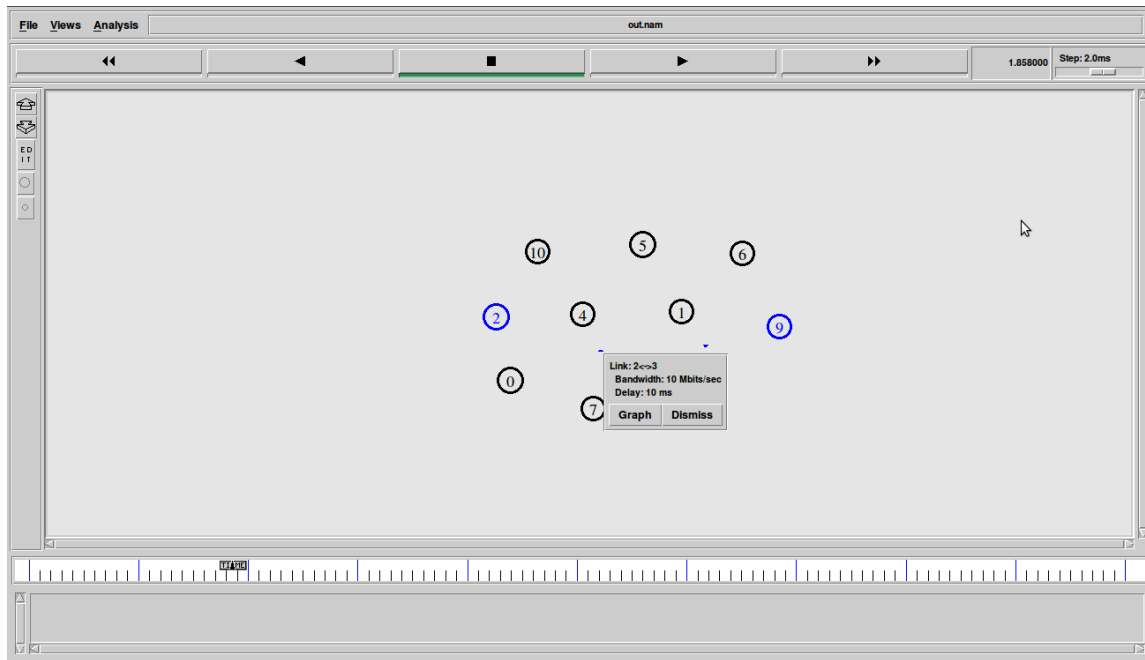 File Views Analysis out.nam
1.858000 Step: 2.0ms
ED
IT
5
10 6
2 4 1 9
Link: 2<->3
Bandwidth: 10 Mbits/sec
0 Delay: 10 ms
7 Graph Dismiss
TIME